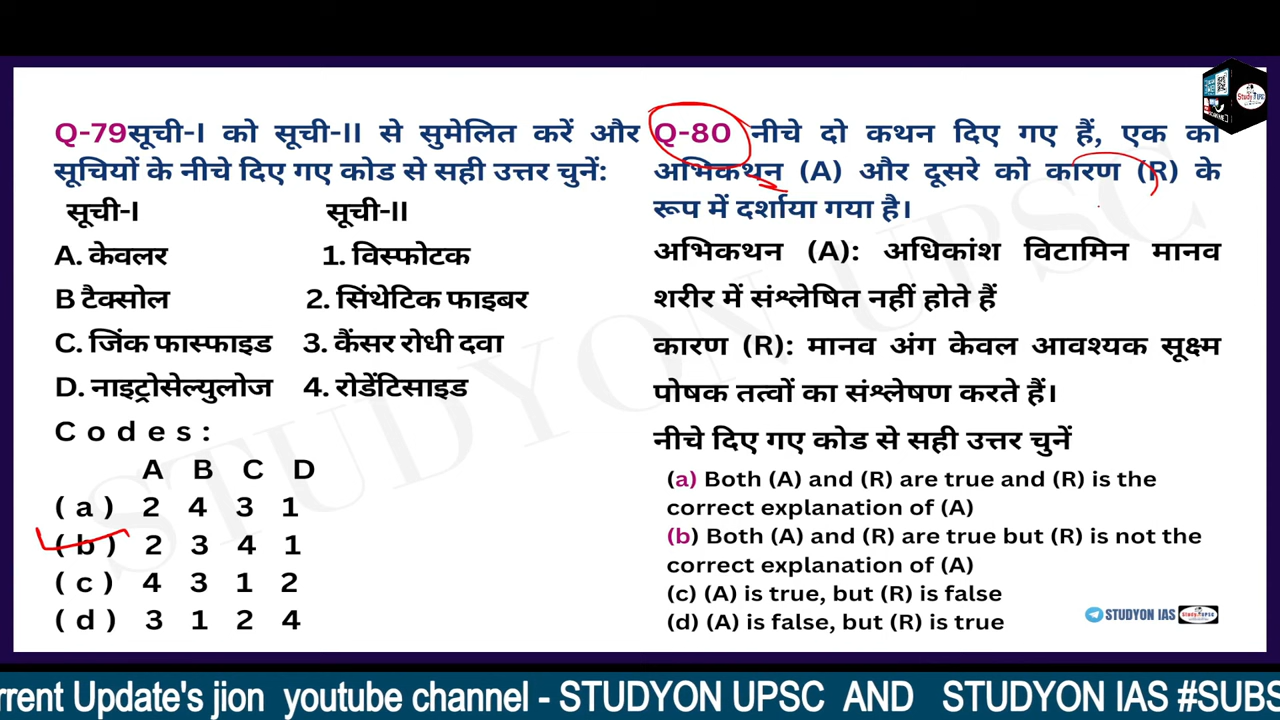 Q-79सूची-I को सूची-II से सुमेलित करें और
सूचियों के नीचे दिए गए कोड से सही उत्तर चुनें:
सूची-I सूची-II
A. केवलर 1. विस्फोटक
B टैक्सोल 2. सिंथेटिक फाइबर
C. जिंक फास्फाइड 3. कैंसर रोधी दवा
D. नाइट्रोसेल्युलोज 4. रोडेंटिसाइड
Codes:
A B C D
(a) 2 4 3 1
(b) 2 3 4 1
(c) 4 3 1 2
(d) 3 1 2 4
Q-80 नीचे दो कथन दिए गए हैं, एक को
अभिकथन (A) और दूसरे को कारण (R) के
रूप में दर्शाया गया है।
अभिकथन (A): अधिकांश विटामिन मानव
शरीर में संश्लेषित नहीं होते हैं
कारण (R): मानव अंग केवल आवश्यक सूक्ष्म
पोषक तत्वों का संश्लेषण करते हैं।
नीचे दिए गए कोड से सही उत्तर चुनें
(a) Both (A) and (R) are true and (R) is the
correct explanation of (A)
(b) Both (A) and (R) are true but (R) is not the
correct explanation of (A)
(c) (A) is true, but (R) is false
(d) (A) is false, but (R) is true
STUDYON IAS
STUDYON UPSC
rrent Update's jion youtube channel - STUDYON UPSC AND STUDYON IAS #SUBS